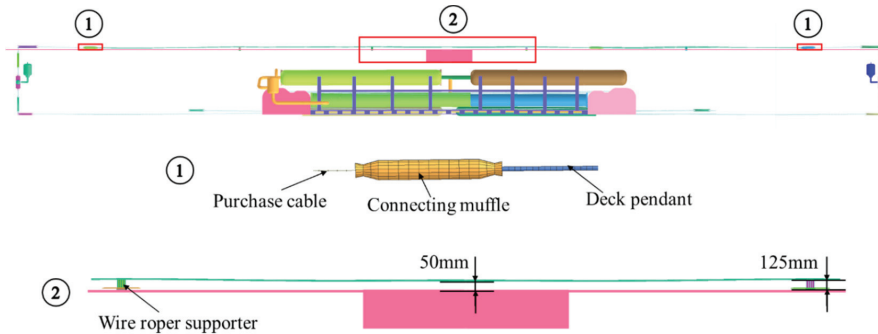 1
2
1
1
Purchase cable
Connecting muffle
Deck pendant
2
50mm
125mm
Wire roper supporter